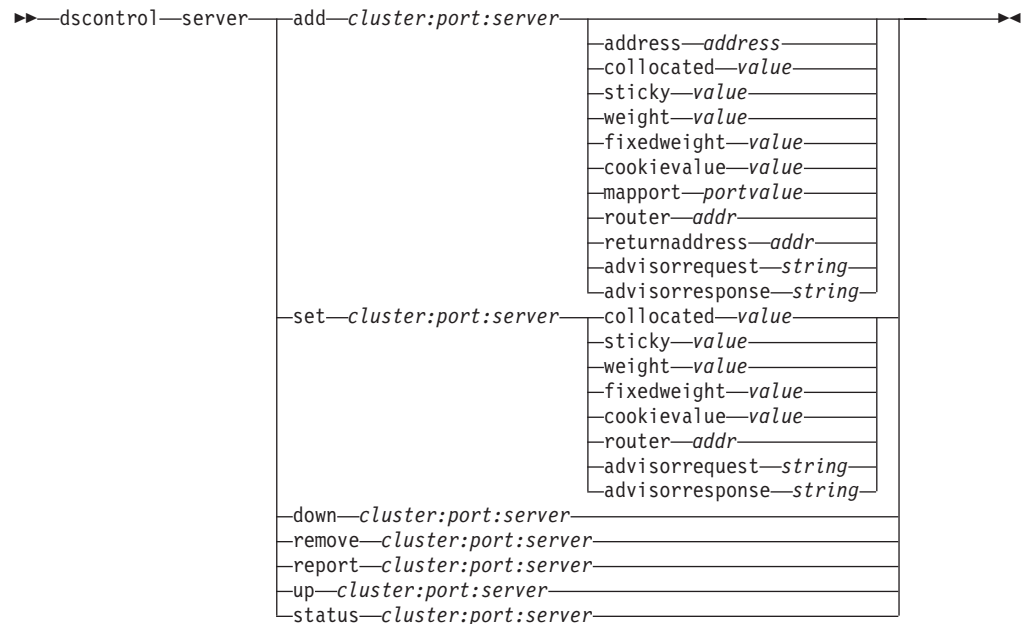 dscontrol server add cluster:port:server
address address
collocated value
sticky value
weight value
fixedweight value
cookievalue value
mapport portvalue
router addr
returnaddress addr
advisorrequest string
advisorresponse string
set cluster:port:server collocated value
sticky value
weight value
fixedweight value
cookievalue value
router addr
advisorrequest string
advisorresponse string
down cluster:port:server
remove cluster:port:server
report cluster:port:server
up cluster:port:server
status cluster:port:server